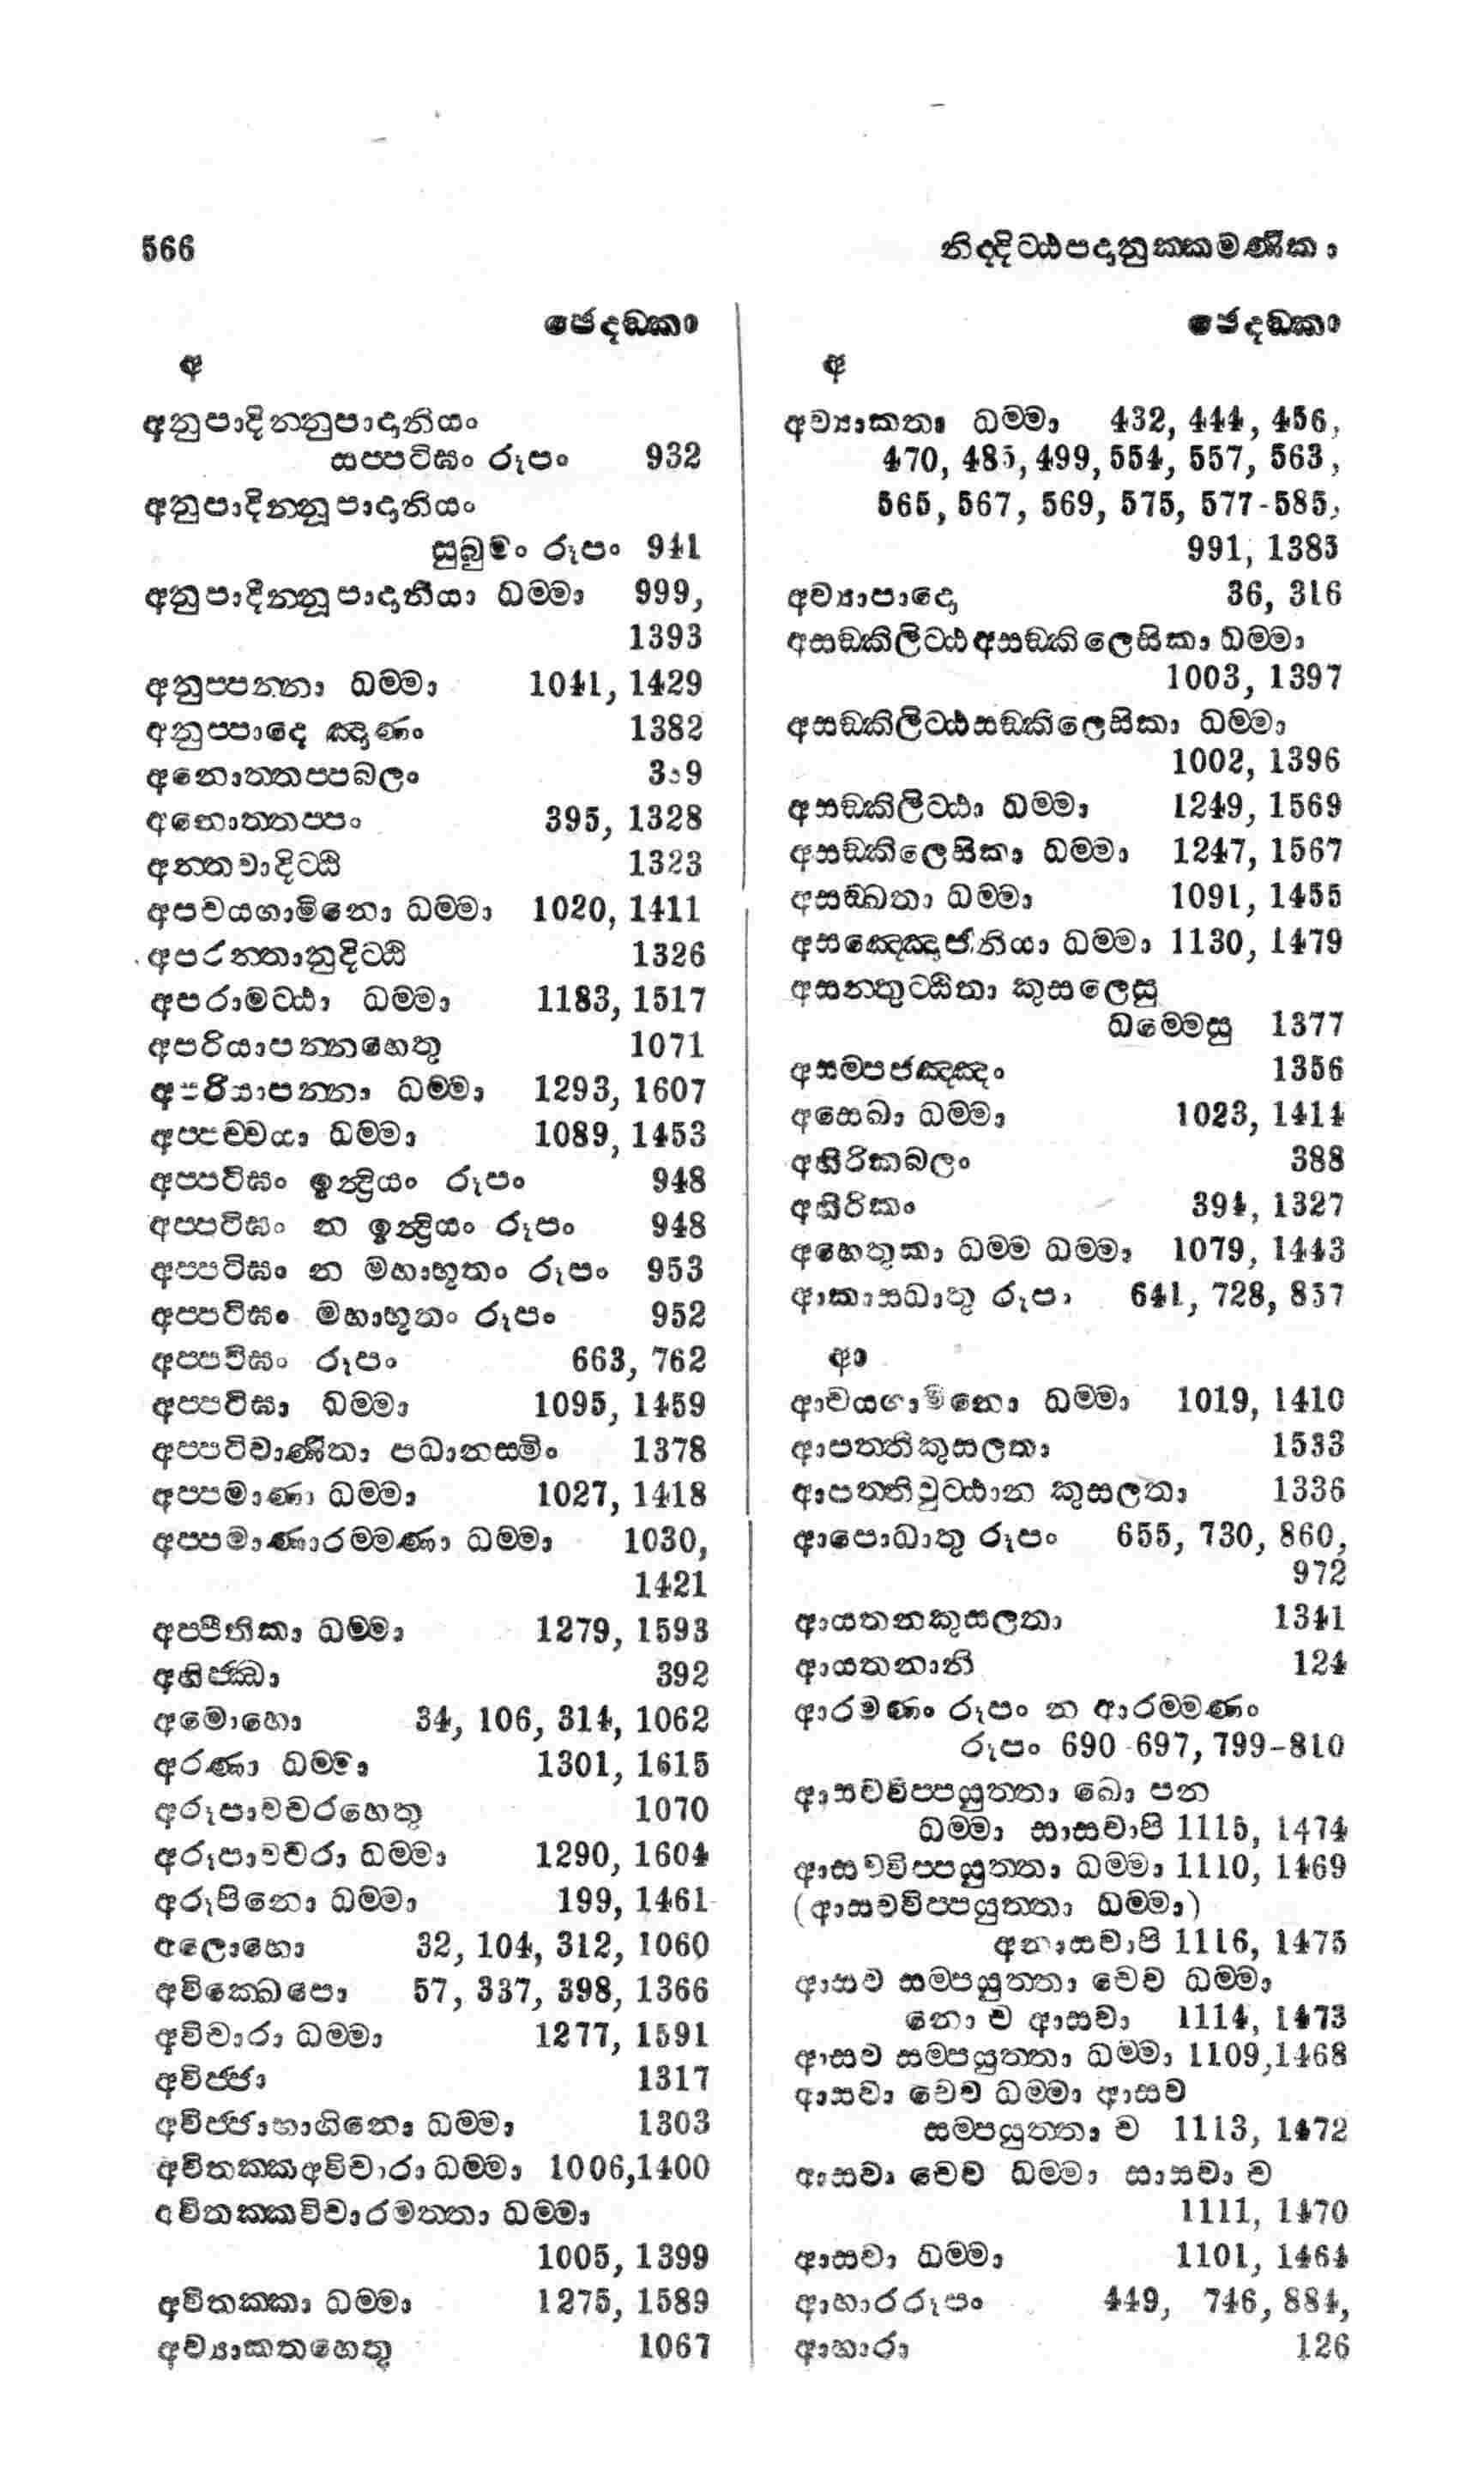 566
නිද්දිට්ඨපදානුක්කමණිකා
ඡෙදඞ්කා
අ
අනුපාදින්නනුපාදානියං
සප්පටිඝං රූපං 932
අනුපාදින්නූපාදානියං
සුඛුමං රූපං 941
අනුපාදින්නූපාදානීයා ධම්මා 999,
1393
අනුප්පන්නා ධම්මා 1041, 1429
අනුප්පාදෙ ඤාණං 1382
අනොත්තප්පබලං
අනොත්තප්පං 395, 1328
අන්තවාදිට්ඨි 1323
අපචයගාමිනො ධම්මා 1020, 1411
අපරන්තානුදිට්ඨි 1326
අපරාමට්ඨා ධම්මා 1183, 1517
අපරියාපන්නහෙතු 1071
අපරියාපන්නා ධම්මා 1293, 1607
අප්පච්චයා ධම්මා 1089, 1453
අප්පටිඝං ඉන්ද්‍රියං රූපං 948
අප්පටිඝං න ඉන්ද්‍රියං රූපං 948
අප්පටිඝං න මහාභූතං රූපං 953
අප්පටිඝං මහාභූතං රූපං 952
අප්පටිඝං රූපං 663, 762
අප්පටිඝා ධම්මා 1095, 1459
අප්පටිවාණිතා පධානස්මිං 1378
අප්පමාණා ධම්මා 1027, 1418
අප්පමාණාරම්මණා ධම්මා 1030,
1421
අප්පීතිකා ධම්මා 1279, 1593
අභිජ්ඣා 392
අමොහො 34, 106, 314, 1062
අරණා ධම්මා 1301, 1615
අරූපාවචරහෙතු 1070
අරූපාවචරා ධම්මා 1290, 1604
අරූපිනො ධම්මා 199, 1461
අලොභො 32, 104, 312, 1060
අවික්ඛෙපො 57, 337, 398, 1366
අවිචාරා ධම්මා 1277, 1591
අවිජ්ජා 1317
අවිජ්ජාභාගිනො ධම්මා 1303
අවිතක්කඅවිචාරා ධම්මා 1006,1400
අවිතක්කවිචාරමත්තා ධම්මා
1005, 1399
අවිතක්කා ධම්මා 1275, 1589
අව්‍යාකතහෙතු 1067
ඡෙදඞ්කා
අ
අව්‍යාකතා ධම්මා 432, 444, 456,
470, 485, 499, 554, 557, 563,
565, 567, 569, 575, 577-585,
991, 1385
අව්‍යාපාදො 36, 316
අසඞ්කිලිට්ඨඅසඞ්කිලෙසිකා ධම්මා
1003, 1397
අසඞ්කිලිට්ඨසඞ්කිලෙසිකා ධම්මා
1002, 1396
අසඞ්කිලිට්ඨා ධම්මා 1249, 1569
අසඞ්කිලෙසිකා ධම්මා 1247, 1567
අසඞ්ඛතා ධම්මා 1091, 1455
අසඤ්ඤොජනියා ධම්මා 1130, 1479
අසන්තුට්ඨිතා කුසලෙසු
ධම්මෙසු 1377
අසම්පජඤ්ඤං 1356
අසෙඛා ධම්මා 1023, 1414
අහිරිකබලං 388
අහිරිකං 394, 1327
අහෙතුකා ධම්ම ධම්මා 1079, 1443
ආකාසධාතු රූපා 641, 728, 857
ආ
ආචයගාමිනො ධම්මා 1019, 1410
ආපත්තිකුසලතා 1533
ආපත්තිවුට්ඨාන කුසලතා 1336
ආපොධාතු රූපං 655, 730, 860,
972
ආයතනකුසලතා 1341
ආයතනානි 124
ආරමණං රූපං න ආරම්මණං
රූපං 690-697, 799-810
ආසවවිප්පයුත්තා ඛො පන
ධම්මා සාසවාපි 1115, 1474
ආසවවිප්පයුත්තා ධම්මා 1110, 1469
(ආසවවිප්පයුත්තා ධම්මා)
අනාසවාපි 1116, 1475
ආසව සම්පයුත්තා චෙව ධම්මා
නො ච ආසවා 1114, 1473
ආසව සම්පයුත්තා ධම්මා 1109,1468
ආසවා චෙව ධම්මා ආසව
සම්පයුත්තා ච 1113, 1472
ආසවා චෙව ධම්මා සාසවා ච
1111, 1470
ආසවා ධම්මා 1101, 1464
ආහාරරූපං 449, 746, 884,
ආහාරා 126